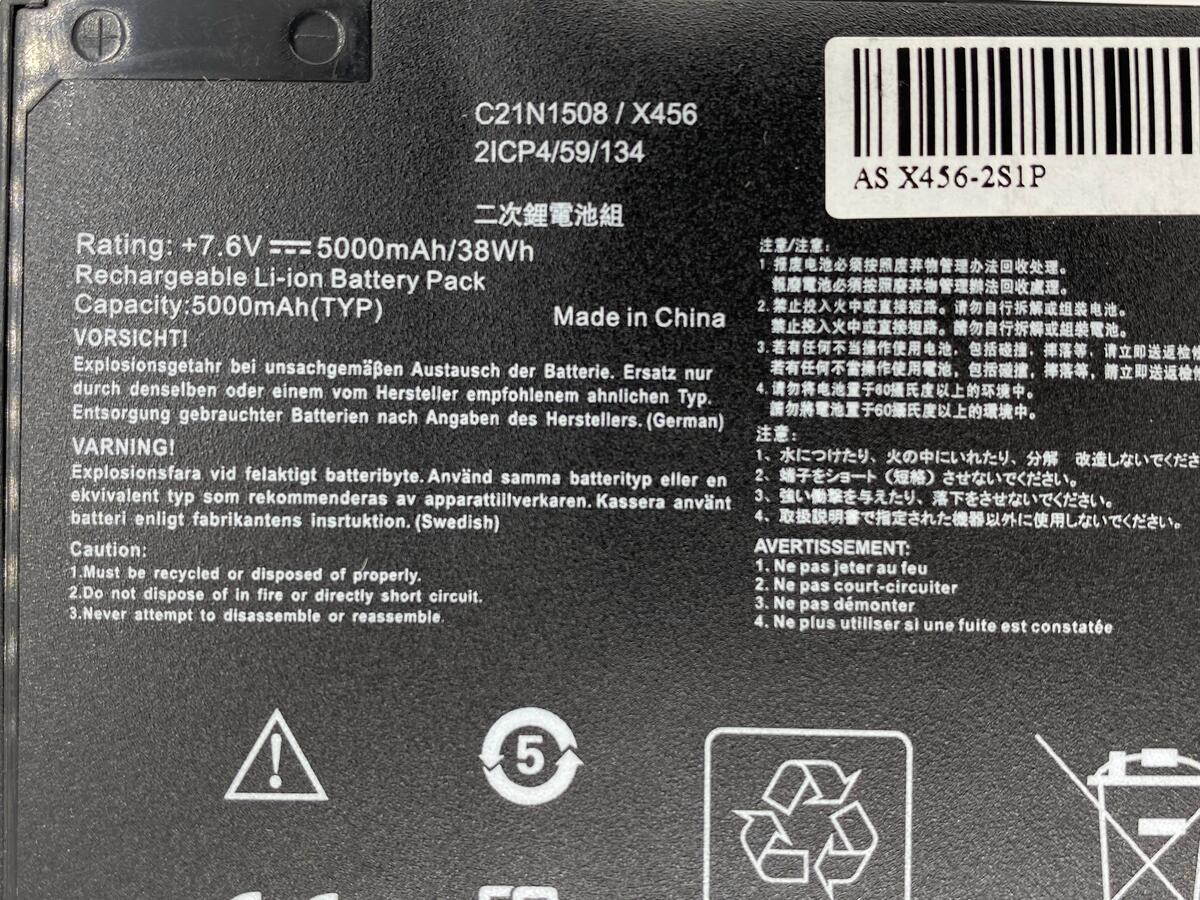 C21N1508 / X456
2ICP4/59/134
二次鋰電池組
Rating: +7.6V 5000mAh/38Wh
Rechargeable Li-ion Battery Pack
Capacity:5000mAh(TYP)
Made in China
VORSICHT!
Explosionsgetahr bei unsachgemäßen Austausch der Batterie. Ersatz nur
durch denselben oder einem vom Hersteller empfohlenem ahnlichen Typ.
Entsorgung gebrauchter Batterien nach Angaben des Herstellers. (German)
VARNING!
Explosionsfara vid felaktigt batteribyte. Använd samma batterityp eller en
ekvivalent typ som rekommenderas av apparattillverkaren. Kassera använt
batteri enligt fabrikantens insrtuktion. (Swedish)
Caution:
1.Must be recycled or disposed of properly.
2.Do not dispose of in fire or directly short circuit.
3.Never attempt to disassemble or reassemble.
AS X456-2S1P
注意/注意:
1.报废电池必须按照废弃物管理办法回收处理。
報廢電池必須按照廢弃物管理辦法回收處理。
2.禁止投入火中或直接短路。请勿自行拆解或组装电池。
禁止投入火中或直接短路。請勿自行拆解或組裝電池。
3.若有任何不当操作使用电池，包括碰撞，摔落等，请立即送返检修
若有任何不當操作使用電池，包括碰撞，摔落等，請立即送返檢修
4.请勿将电池置于60攝氏度以上的环境中。
請勿將電池置于60攝氏度以上的環境中。
注意:
1、水につけたり、火の中にいれたり、分解 改造しないでくださ
2、端子をショート（短格）させないでください。
3、強い衝撃を与えたり、落下をさせないでください。
4、取扱説明書で指定された機器以外に使用しないでください。
AVERTISSEMENT:
1. Ne pas jeter au feu
2. Ne pas court-circuiter
3. Ne pas démonter
4. Ne plus utiliser si une fuite est constatée
5